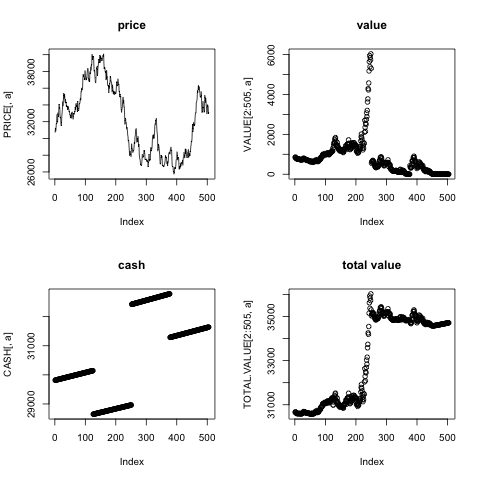 price
PRICE[, a]
26000 32000 38000
0 100 200 300 400 500
Index
value
VALUE[2:505, a]
0 2000 4000 6000
0 100 200 300 400 500
Index
cash
CASH[, a]
29000 31000
0 100 200 300 400 500
Index
total value
TOTAL.VALUE[2:505, a]
31000 33000 35000
0 100 200 300 400 500
Index